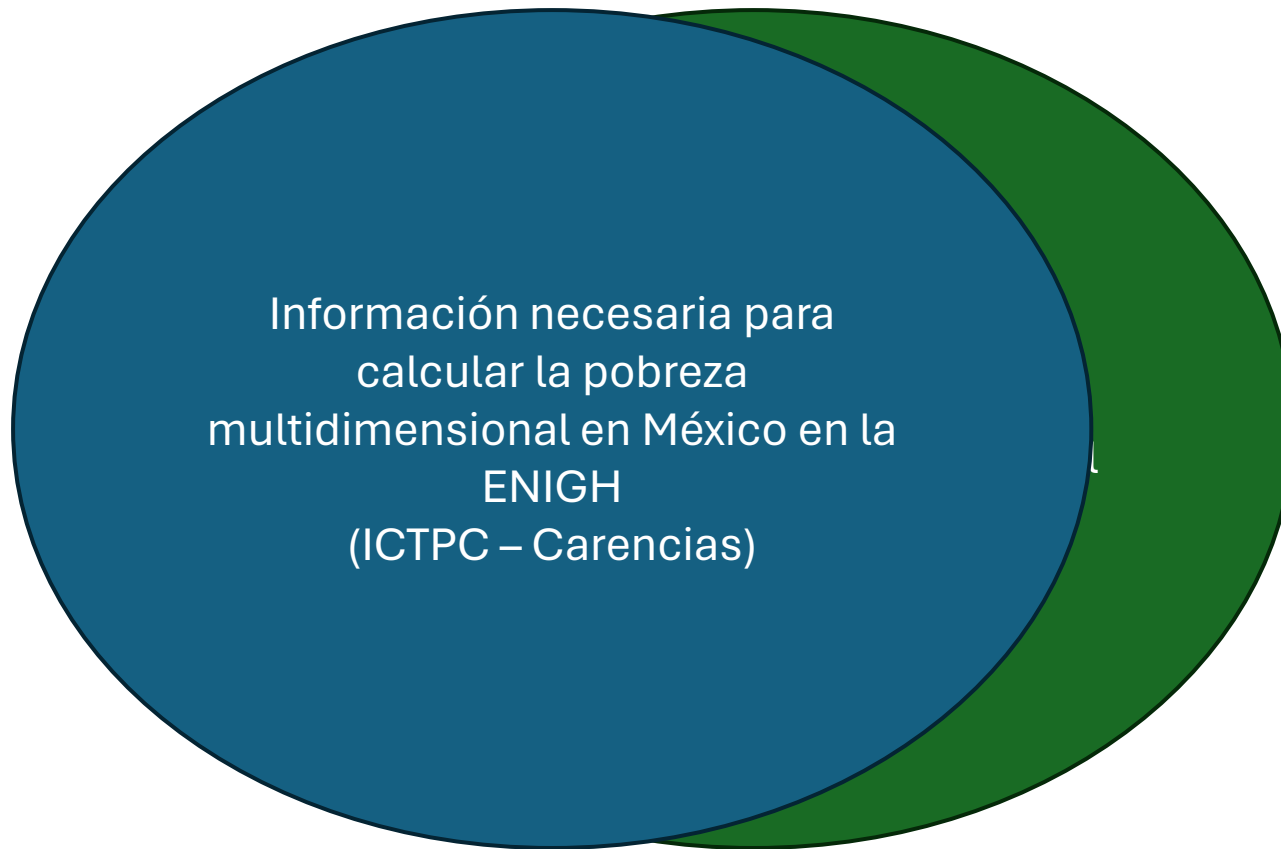 Información necesaria para
calcular la pobreza
multidimensional en México en la
ENIGH
(ICTPC – Carencias)